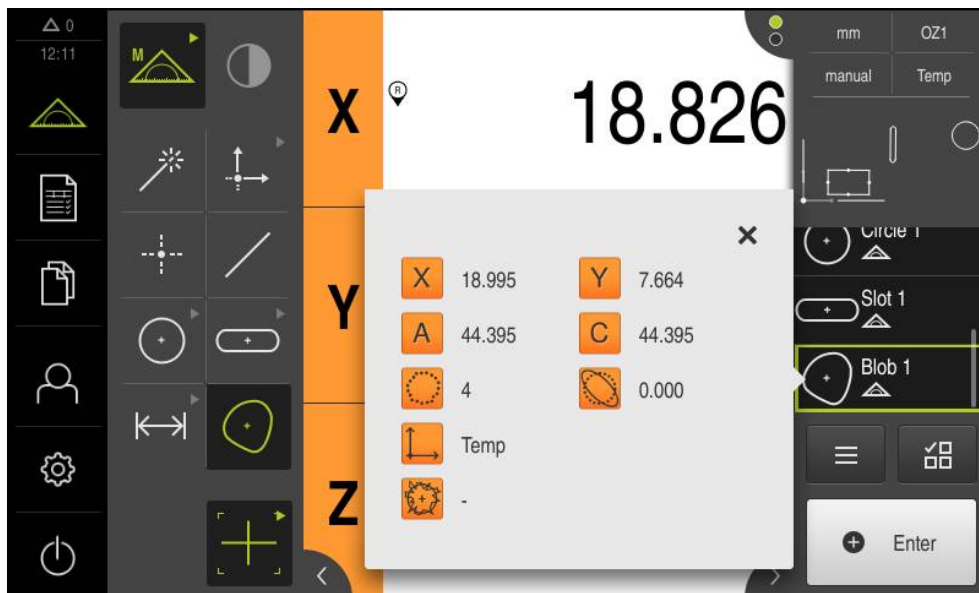 0
12:11
M
X
R
18.826
mm
OZ1
manual
Temp
Circle 1
Slot 1
Blob 1
Y
Z
X 18.995
Y 7.664
A 44.395
C 44.395
4
0.000
Temp
-
Enter